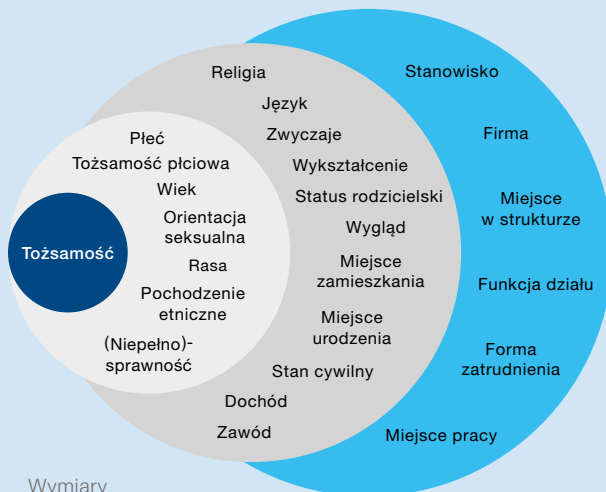 Tożsamość
Płeć
Tożsamość płciowa
Wiek
Orientacja
seksualna
Rasa
Pochodzenie
etniczne
(Niepełno)-
sprawność
Religia
Język
Zwyczaje
Wykształcenie
Status rodzicielski
Wygląd
Miejsce
zamieszkania
Miejsce
urodzenia
Stan cywilny
Dochód
Zawód
Stanowisko
Firma
Miejsce
w strukturze
Funkcja działu
Forma
zatrudnienia
Miejsce pracy
Wymiary